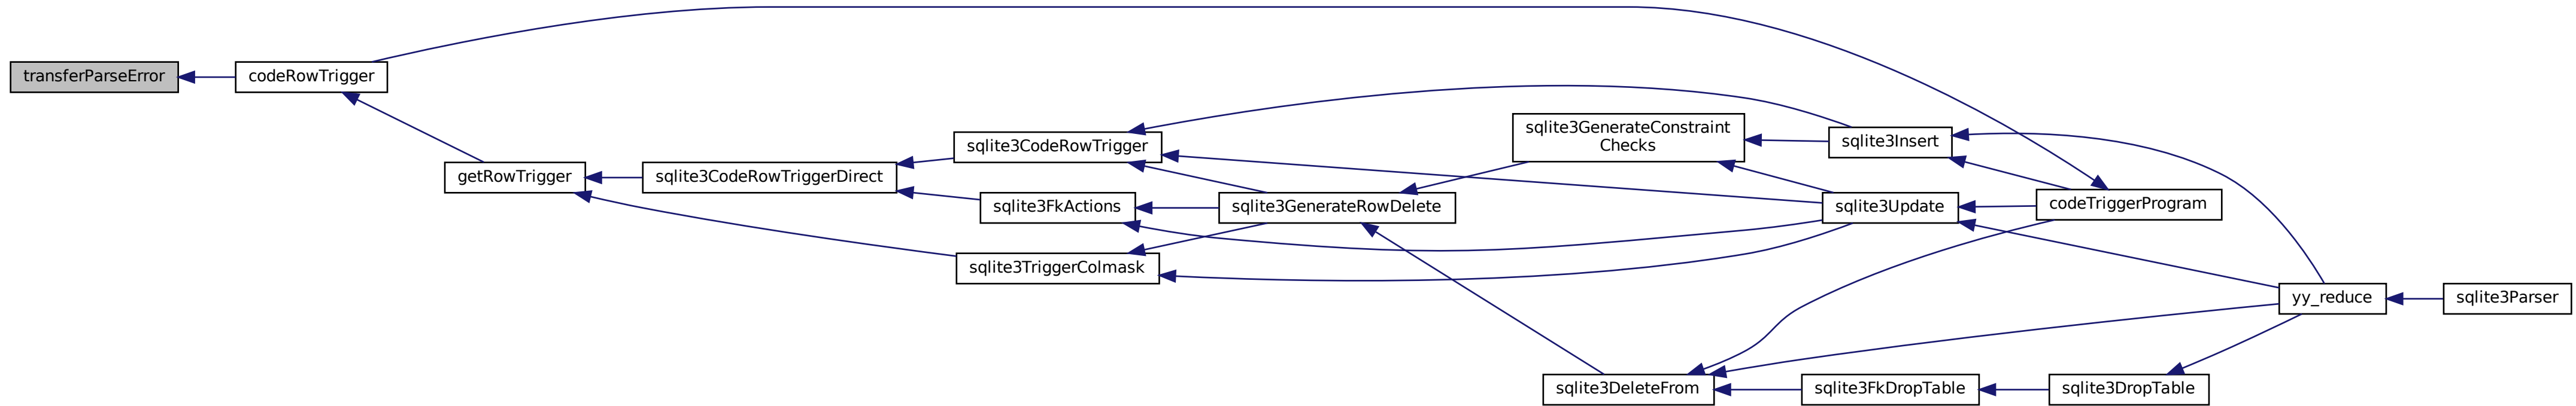 transferParseError
codeRowTrigger
getRowTrigger
sqlite3CodeRowTriggerDirect
sqlite3CodeRowTrigger
sqlite3FkActions
sqlite3TriggerColmask
sqlite3GenerateRowDelete
sqlite3GenerateConstraint
Checks
sqlite3DeleteFrom
sqlite3Insert
sqlite3Update
sqlite3FkDropTable
codeTriggerProgram
sqlite3DropTable
yy_reduce
sqlite3Parser